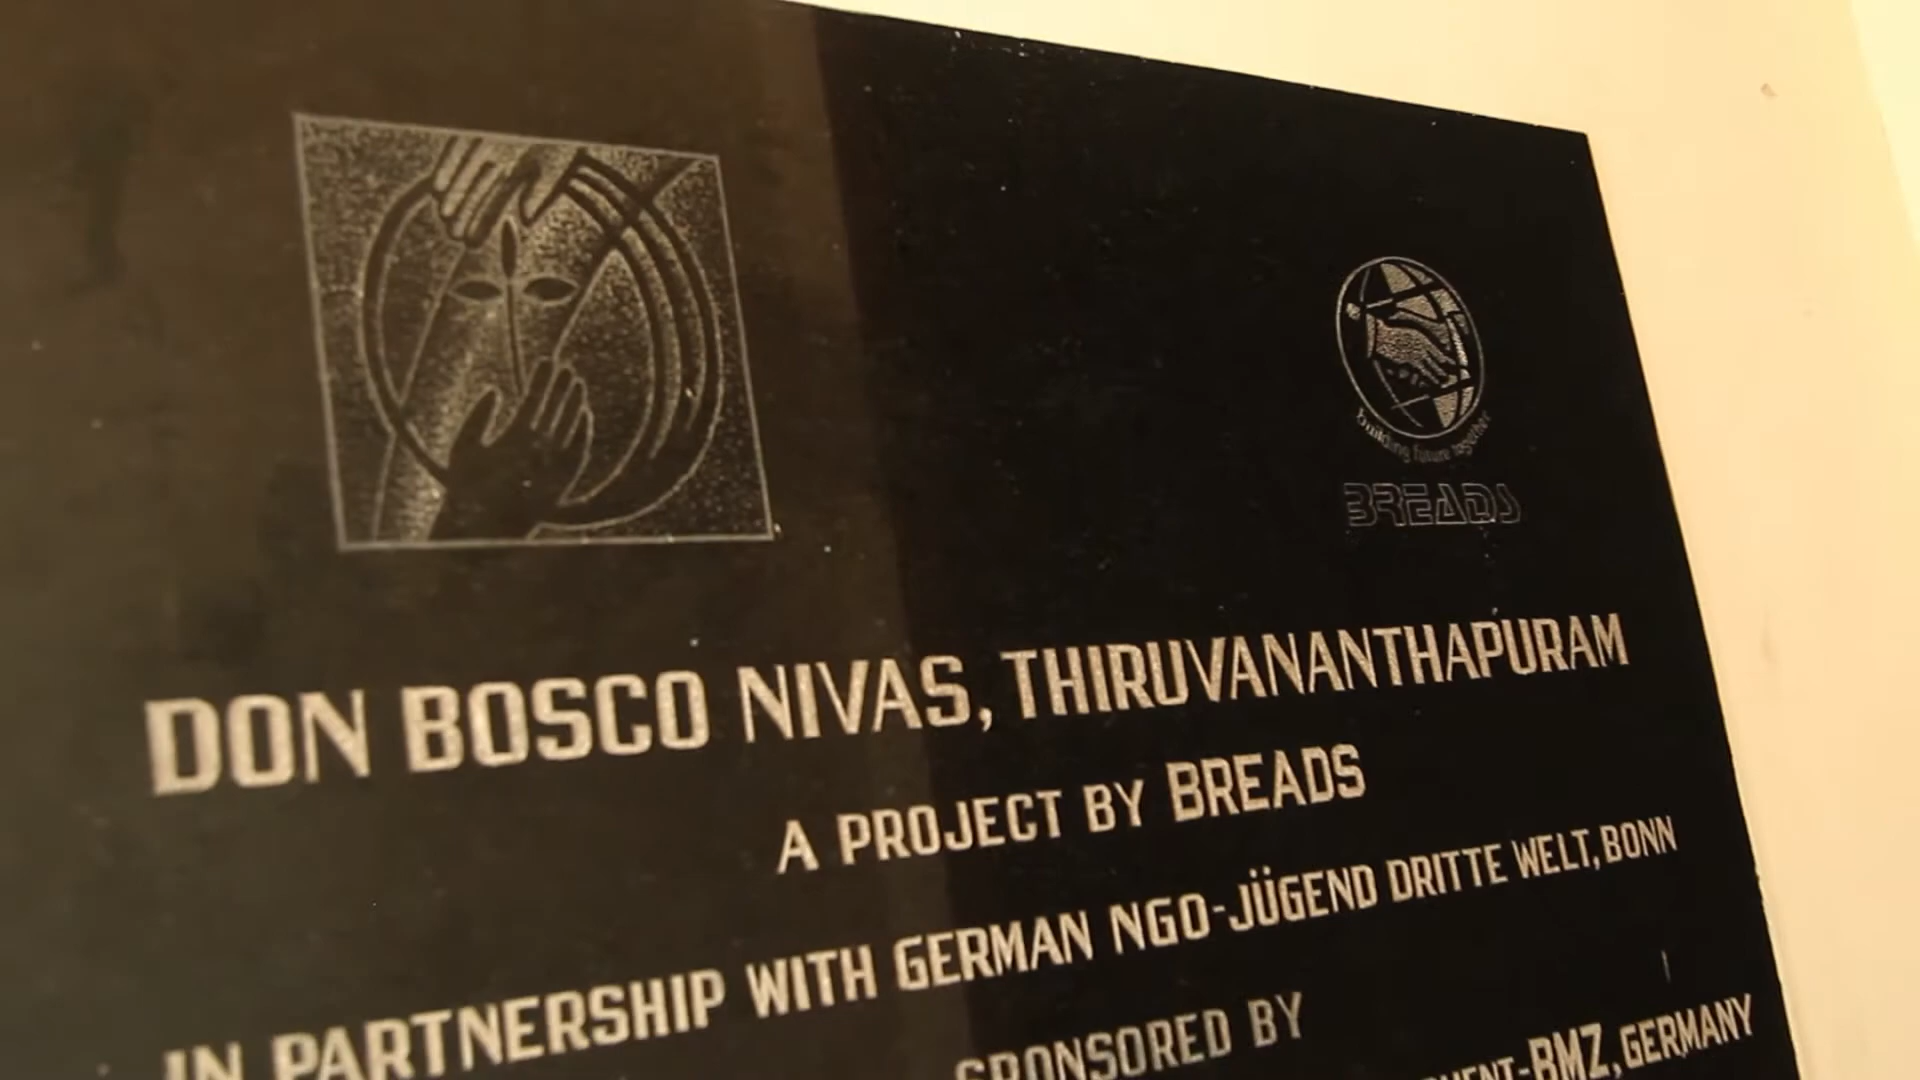 building future together
BREADS
DON BOSCO NIVAS, THIRUVANANTHAPURAM
A PROJECT BY BREADS
IN PARTNERSHIP WITH GERMAN NGO-JÜGEND DRITTE WELT, BONN
SPONSORED BY
BMZ, GERMANY